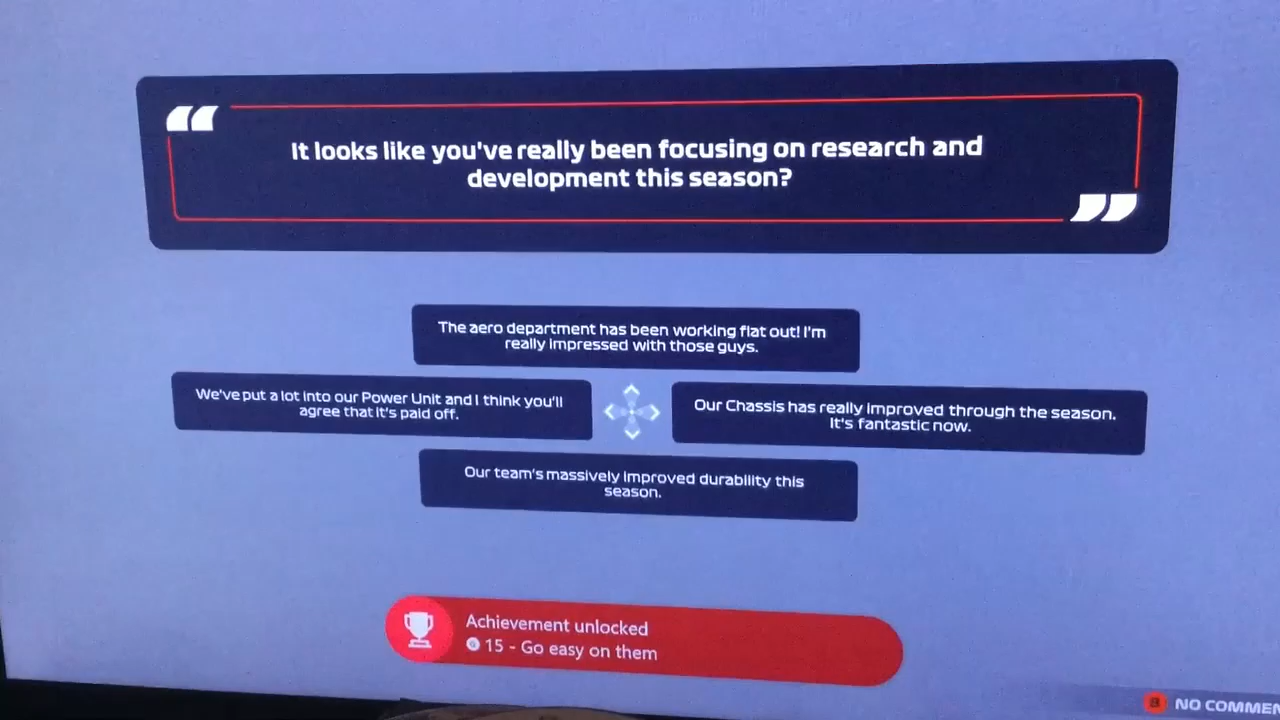 It looks like you've really been focusing on research and
development this season?
The aero department has been working flat out! I'm
really impressed with those guys.
We've put a lot into our Power Unit and I think you'll
agree that it's paid off.
Our Chassis has really improved through the season.
It's fantastic now.
Our team's massively improved durability this
season.
Achievement unlocked
15 - Go easy on them
B NO COMMEN